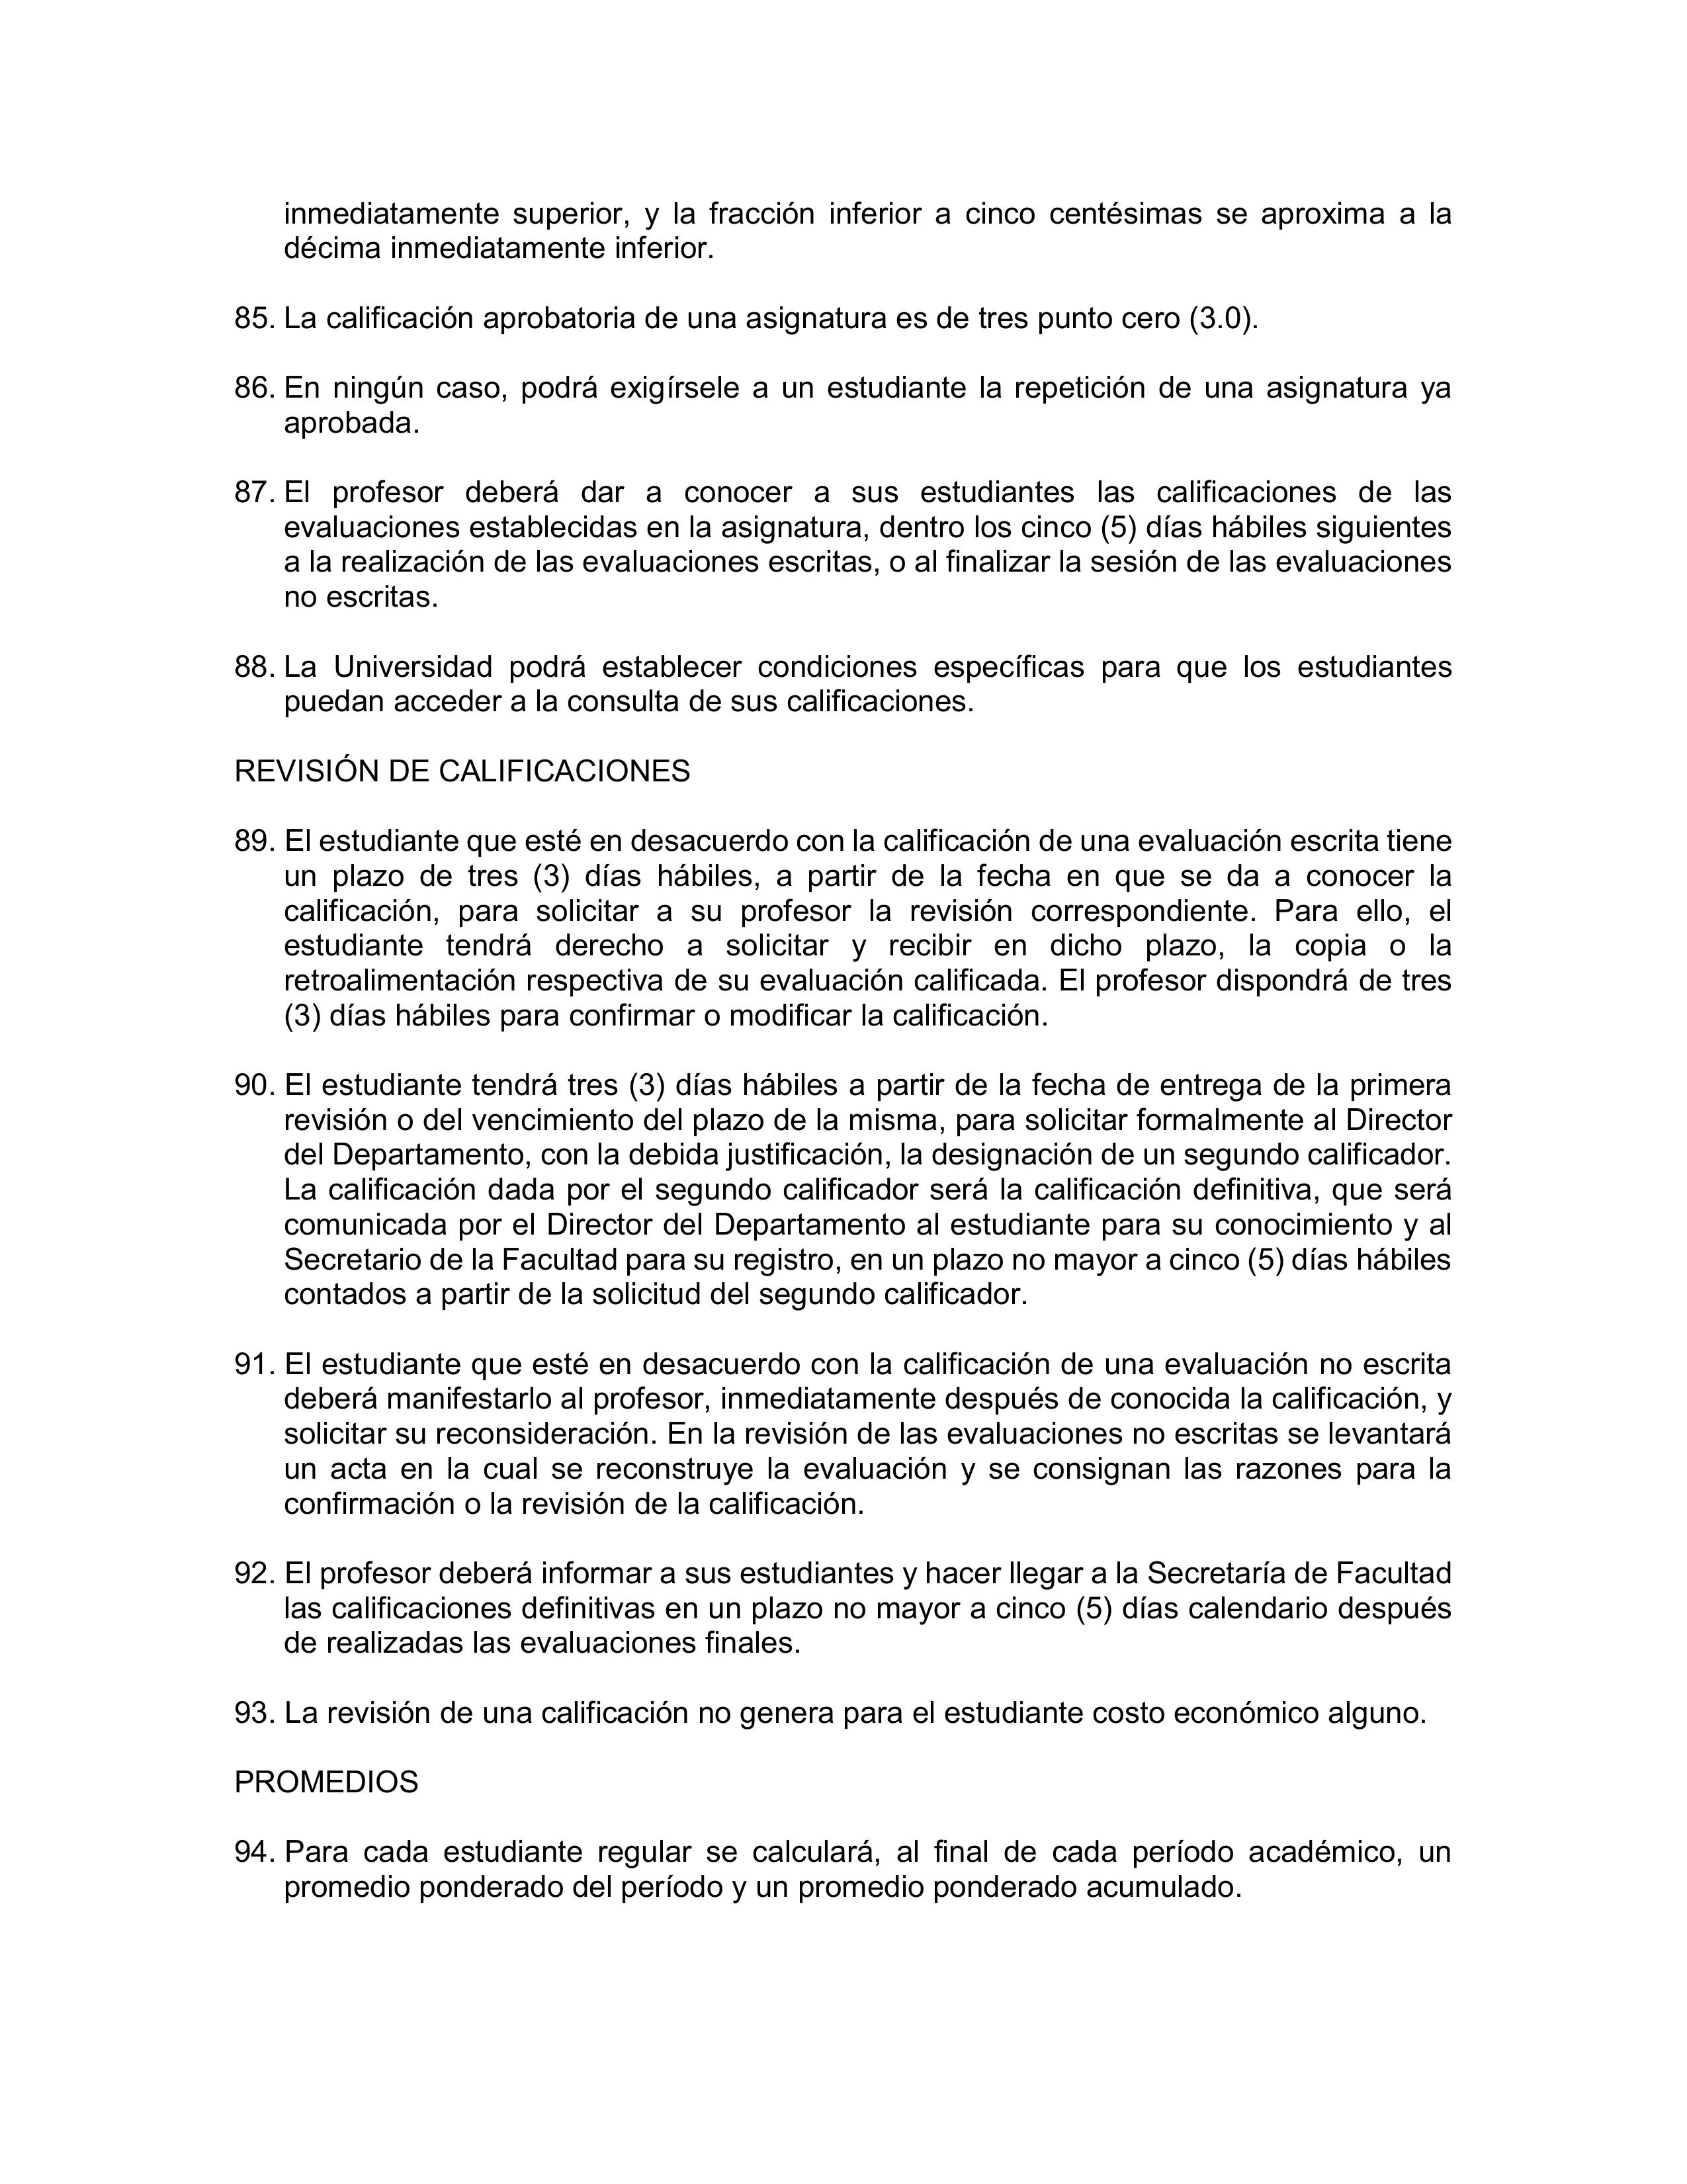 inmediatamente superior, y la fracción inferior a cinco centésimas se aproxima a la
décima inmediatamente inferior.
85. La calificación aprobatoria de una asignatura es de tres punto cero (3.0).
86. En ningún caso, podrá exigírsele a un estudiante la repetición de una asignatura ya
aprobada.
87. El profesor deberá dar a conocer a sus estudiantes las calificaciones de las
evaluaciones establecidas en la asignatura, dentro los cinco (5) días hábiles siguientes
a la realización de las evaluaciones escritas, o al finalizar la sesión de las evaluaciones
no escritas.
88. La Universidad podrá establecer condiciones específicas para que los estudiantes
puedan acceder a la consulta de sus calificaciones.
REVISIÓN DE CALIFICACIONES
89. El estudiante que esté en desacuerdo con la calificación de una evaluación escrita tiene
un plazo de tres (3) días hábiles, a partir de la fecha en que se da a conocer la
calificación, para solicitar a su profesor la revisión correspondiente. Para ello, el
estudiante tendrá derecho a solicitar y recibir en dicho plazo, la copia o la
retroalimentación respectiva de su evaluación calificada. El profesor dispondrá de tres
(3) días hábiles para confirmar o modificar la calificación.
90. El estudiante tendrá tres (3) días hábiles a partir de la fecha de entrega de la primera
revisión o del vencimiento del plazo de la misma, para solicitar formalmente al Director
del Departamento, con la debida justificación, la designación de un segundo calificador.
La calificación dada por el segundo calificador será la calificación definitiva, que será
comunicada por el Director del Departamento al estudiante para su conocimiento y al
Secretario de la Facultad para su registro, en un plazo no mayor a cinco (5) días hábiles
contados a partir de la solicitud del segundo calificador.
91. El estudiante que esté en desacuerdo con la calificación de una evaluación no escrita
deberá manifestarlo al profesor, inmediatamente después de conocida la calificación, y
solicitar su reconsideración. En la revisión de las evaluaciones no escritas se levantará
un acta en la cual se reconstruye la evaluación y se consignan las razones para la
confirmación o la revisión de la calificación.
92. El profesor deberá informar a sus estudiantes y hacer llegar a la Secretaría de Facultad
las calificaciones definitivas en un plazo no mayor a cinco (5) días calendario después
de realizadas las evaluaciones finales.
93. La revisión de una calificación no genera para el estudiante costo económico alguno.
PROMEDIOS
94. Para cada estudiante regular se calculará, al final de cada período académico, un
promedio ponderado del período y un promedio ponderado acumulado.